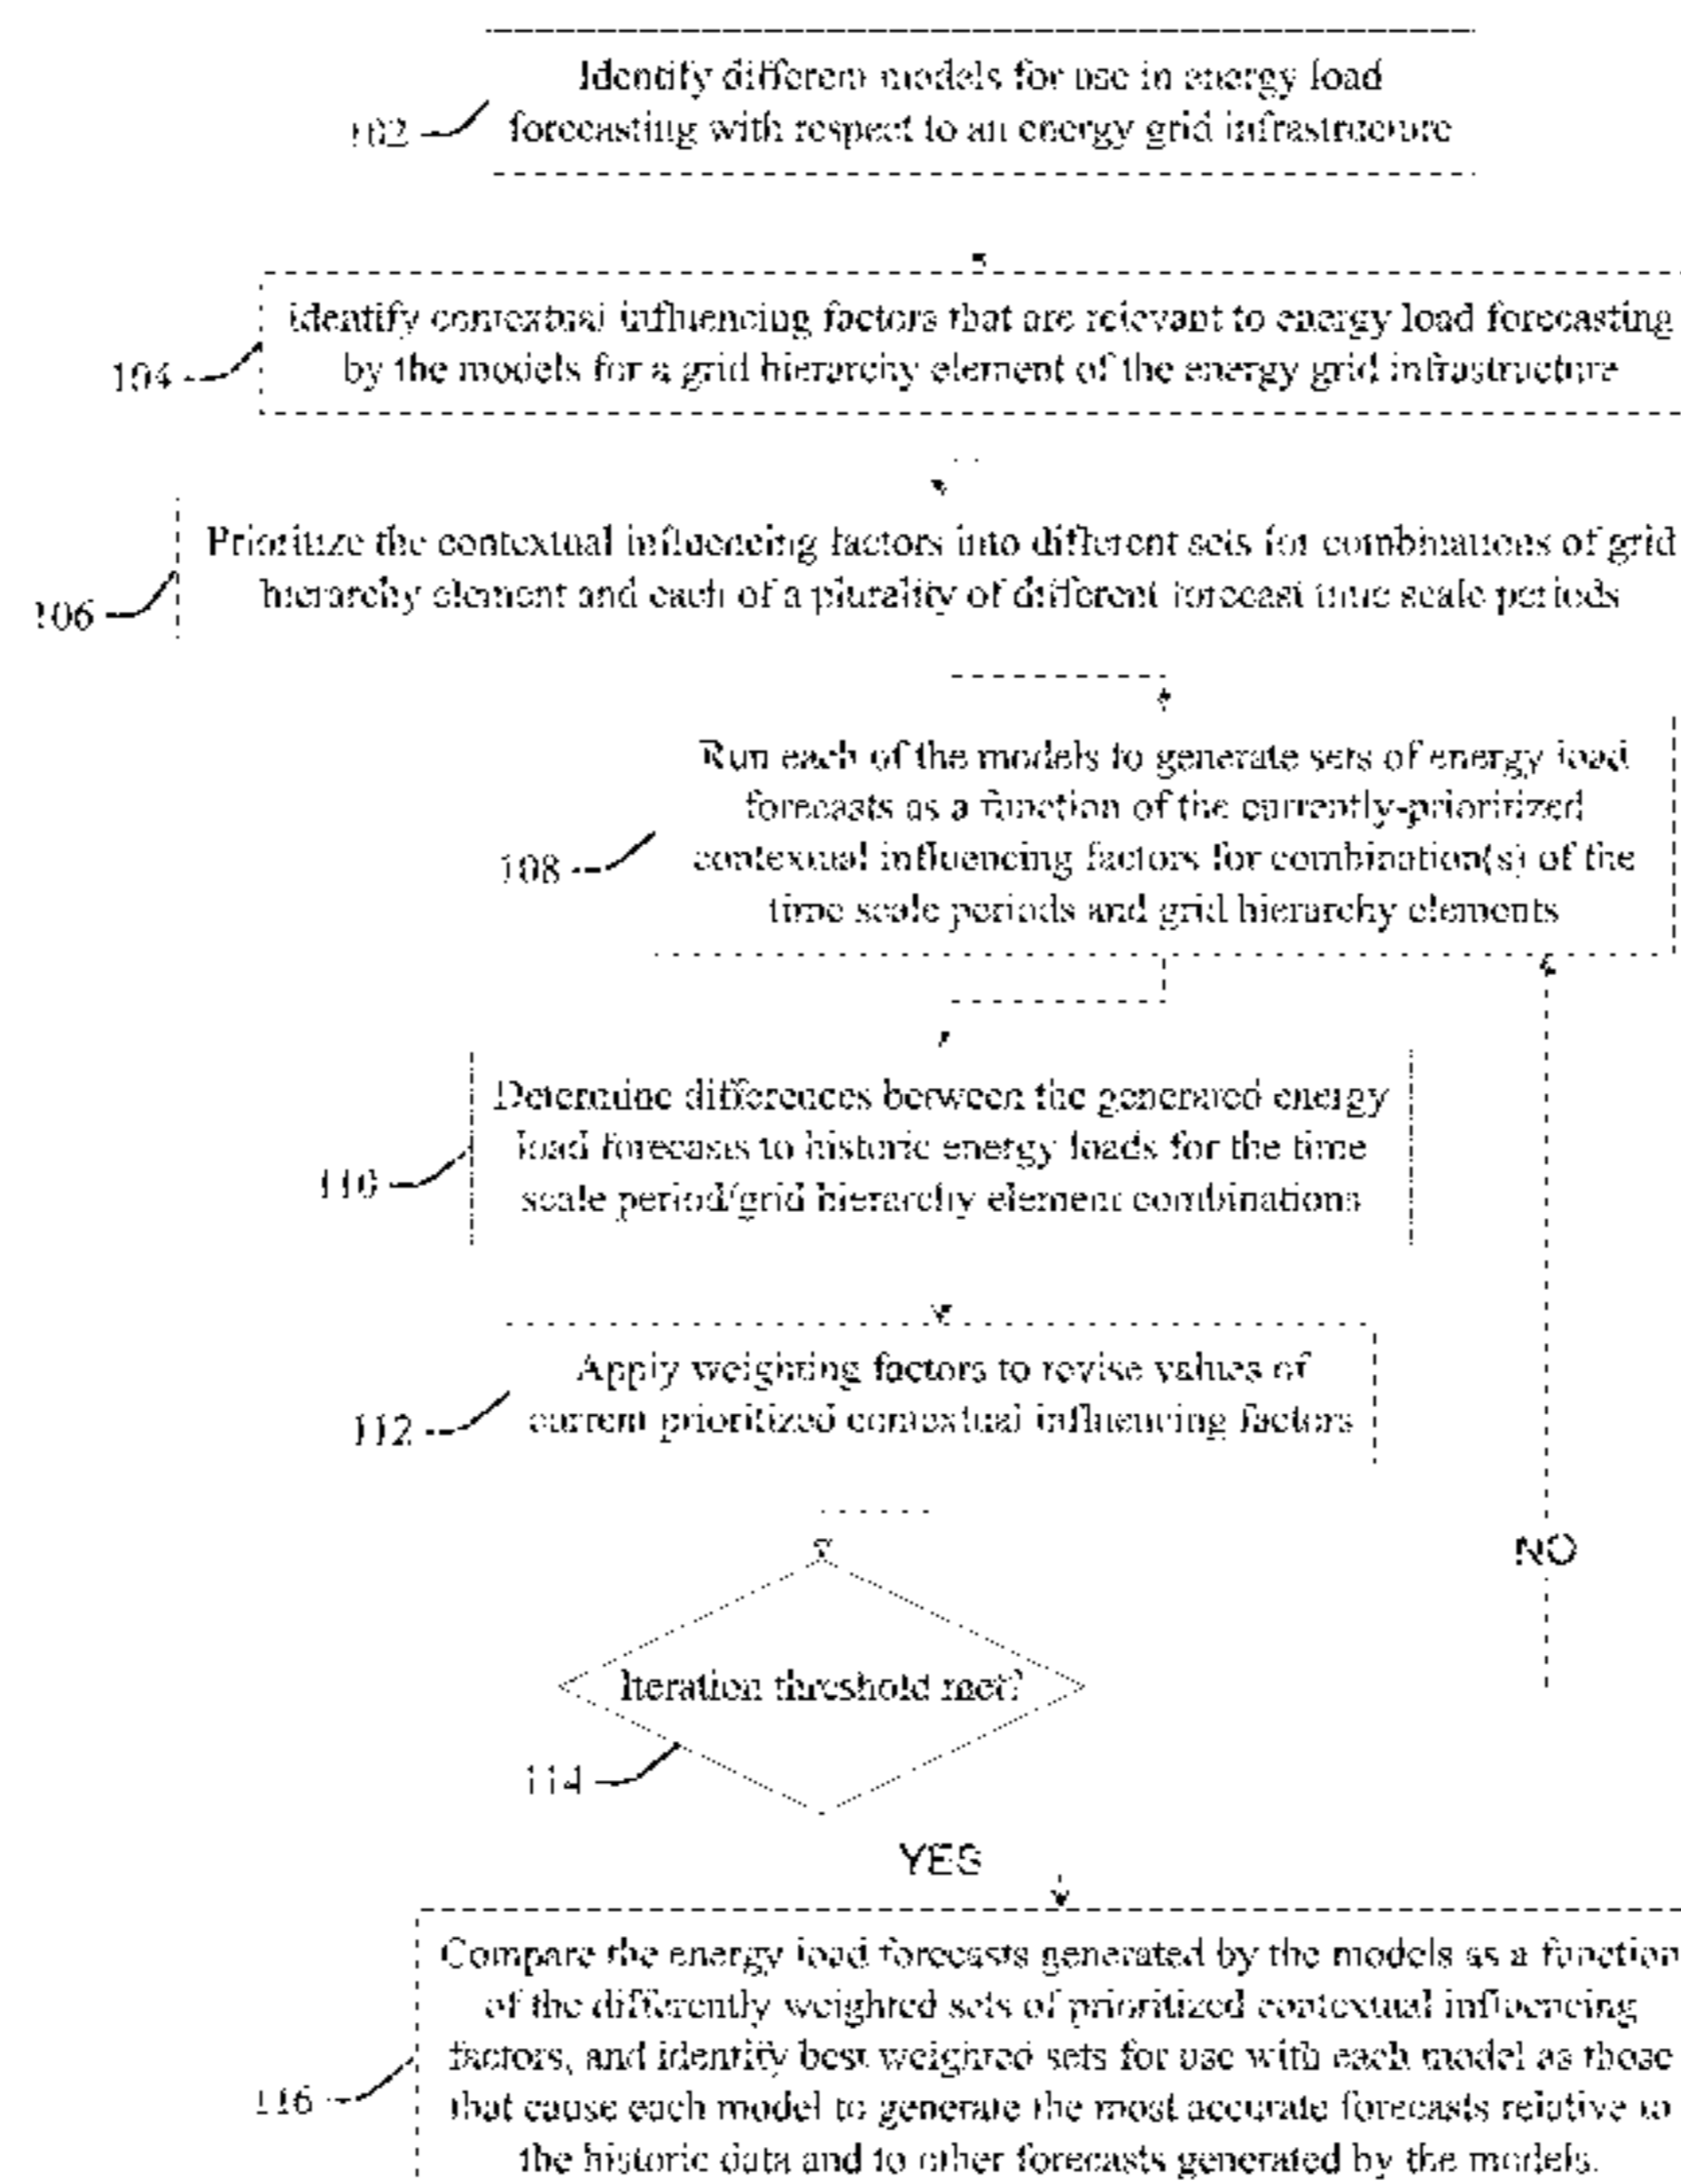 Identify different models for use in energy load
102 forecasting with respect to an energy grid infrastructure
identify contextual influencing factors that are relevant to energy load forecasting
104 by the models for a grid hierarchy element of the energy grid infrastructure
Prioritize the contextual influencing factors into different sets for combinations of grid
106 hierarchy element and each of a plurality of different forecast time scale periods
Run each of the models to generate sets of energy load
forecasts as a function of the currently-prioritized
108 contextual influencing factors for combination(s) of the
time scale periods and grid hierarchy elements
Determine differences between the generated energy
load forecasts to historic energy loads for the time
110 scale period/grid hierarchy element combinations
Apply weighting factors to revise values of
112 current prioritized contextual influencing factors
NO
Iteration threshold met?
114
YES
Compare the energy load forecasts generated by the models as a function
of the differently weighted sets of prioritized contextual influencing
factors, and identify best weighted sets for use with each model as those
116 that cause each model to generate the most accurate forecasts relative to
the historic data and to other forecasts generated by the models.